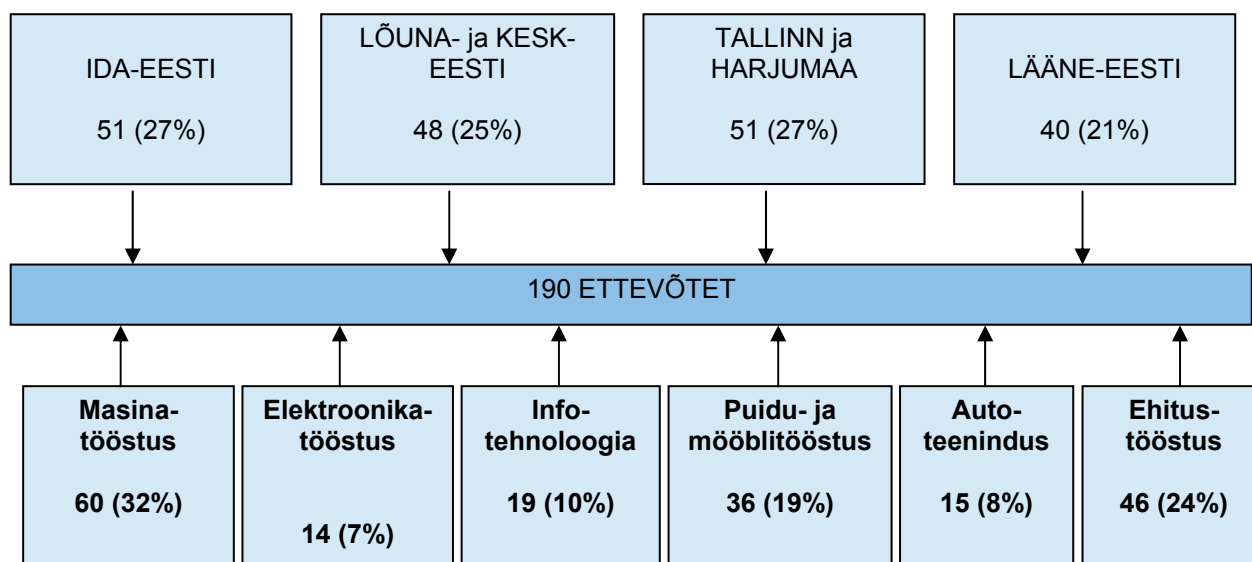 IDA-EESTI
51 (27%)
LÕUNA- ja KESK-
EESTI
48 (25%)
TALLINN ja
HARJUMAA
51 (27%)
LÄÄNE-EESTI
40 (21%)
190 ETTEVÕTET
Masina-
tööstus
60 (32%)
Elektroonika-
tööstus
14 (7%)
Info-
tehnoloogia
19 (10%)
Puidu- ja
mööblitööstus
36 (19%)
Auto-
teenindus
15 (8%)
Ehitus-
tööstus
46 (24%)